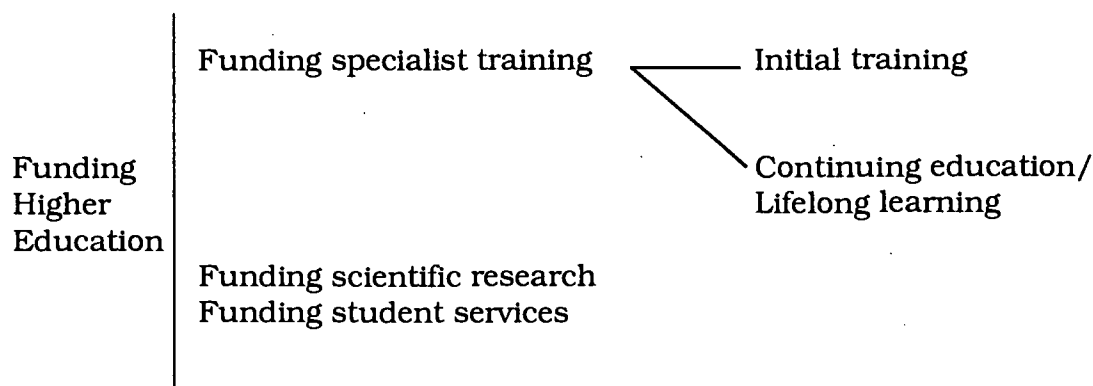 Funding
Higher
Education
Funding specialist training
Initial training
Continuing education/
Lifelong learning
Funding scientific research
Funding student services